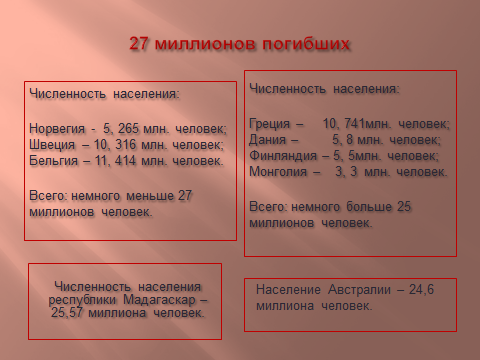 27 миллионов погибших
Численность населения:
Норвегия - 5, 265 млн. человек;
Швеция – 10, 316 млн. человек;
Бельгия – 11, 414 млн. человек.
Всего: немного меньше 27
миллионов человек.
Численность населения:
Греция – 10, 741млн. человек;
Дания – 5, 8 млн. человек;
Финляндия – 5, 5млн. человек;
Монголия – 3, 3 млн. человек.
Всего: немного больше 25
миллионов человек.
Численность населения
республики Мадагаскар –
25,57 миллиона человек.
Население Австралии – 24,6
миллиона человек.